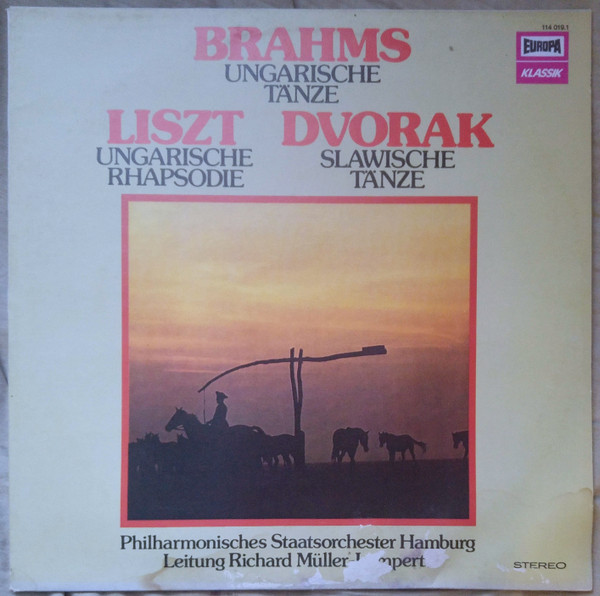 114 019.1
EUROPA
KLASSIK
BRAHMS
UNGARISCHE
TÄNZE
LISZT
UNGARISCHE
RHAPSODIE
DVORAK
SLAWISCHE
TÄNZE
Philharmonisches Staatsorchester Hamburg
Leitung Richard Müller-Lampert
STEREO